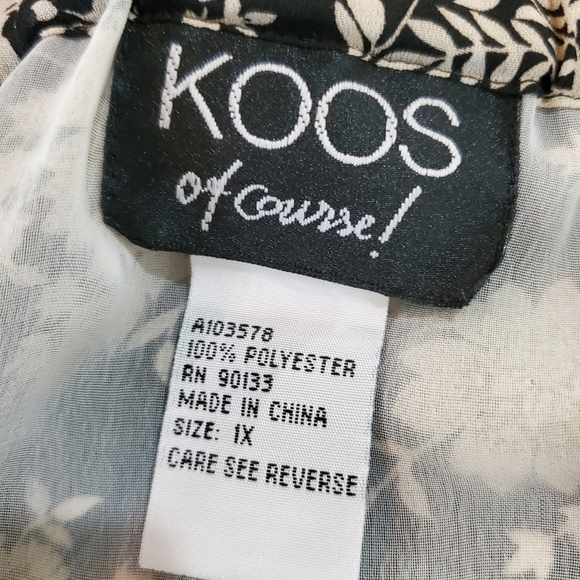 KOOS
of course!
A103578
100% POLYESTER
RN 90133
MADE IN CHINA
SIZE: 1X
CARE SEE REVERSE